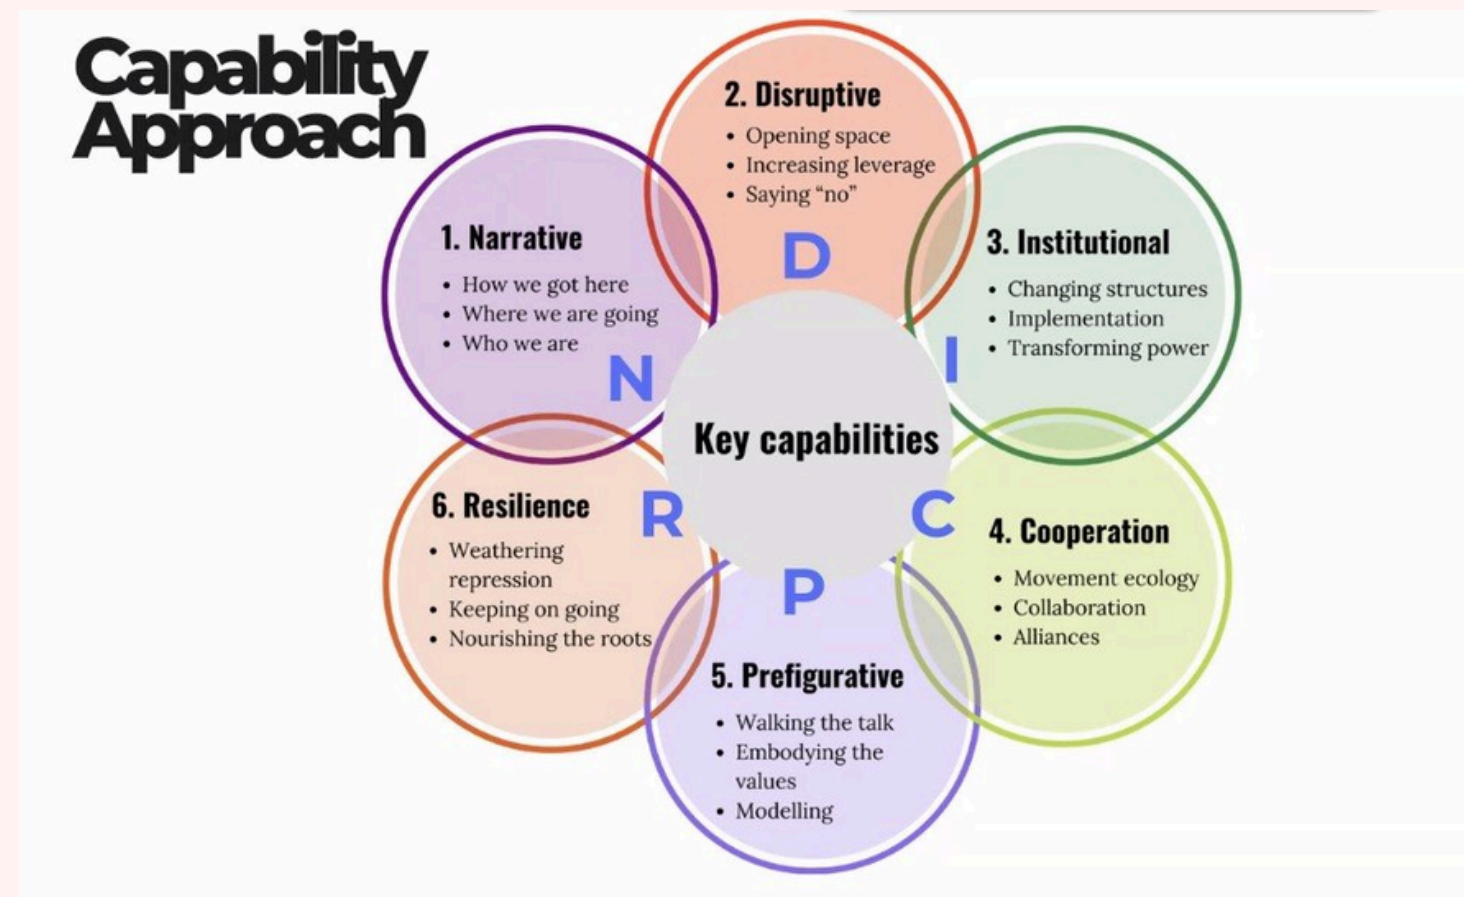 Capability
Approach
1. Narrative
• How we got here
• Where we are going
• Who we are
N
2. Disruptive
• Opening space
• Increasing leverage
• Saying “no”
D
3. Institutional
• Changing structures
• Implementation
• Transforming power
I
Key capabilities
4. Cooperation
• Movement ecology
• Collaboration
• Alliances
C
5. Prefigurative
• Walking the talk
• Embodying the
values
• Modelling
P
6. Resilience
• Weathering
repression
• Keeping on going
• Nourishing the roots
R